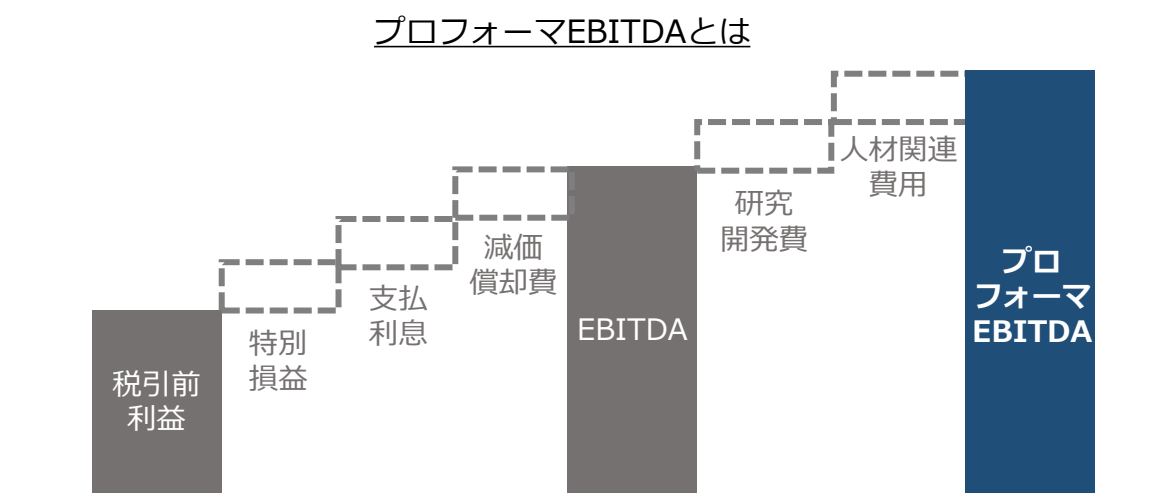 プロフォーマEBITDAとは
税引前
利益
特別
損益
支払
利息
減価
償却費
EBITDA
研究
開発費
人材関連
費用
プロ
フォーマ
EBITDA